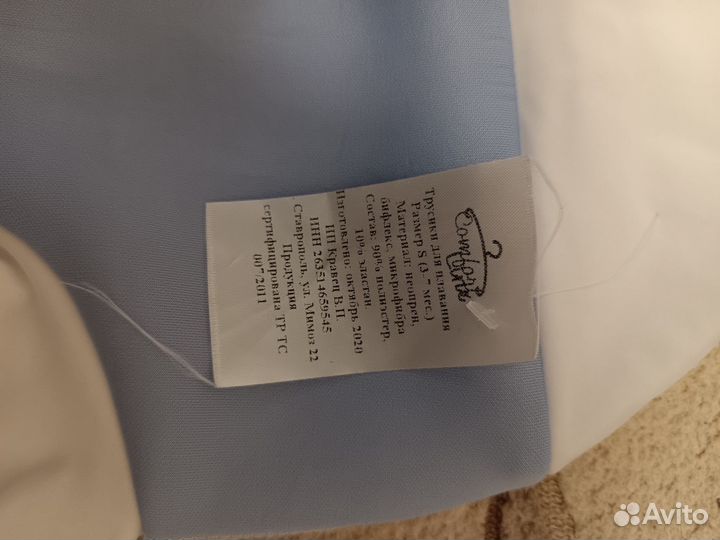 Comfort
Трусики для плавания
Размер S (3-7 мес.)
Материал: неопрен,
бифлекс, микрофибра
Состав: 90% полиэстер,
10% эластан.
Изготовлено: октябрь 2020
ИП Кравец В.П.
ИНН 263514659545
. Ставрополь, ул. Мимоз 22
Продукция
сертифицирована ТР ТС
007/2011
Avito